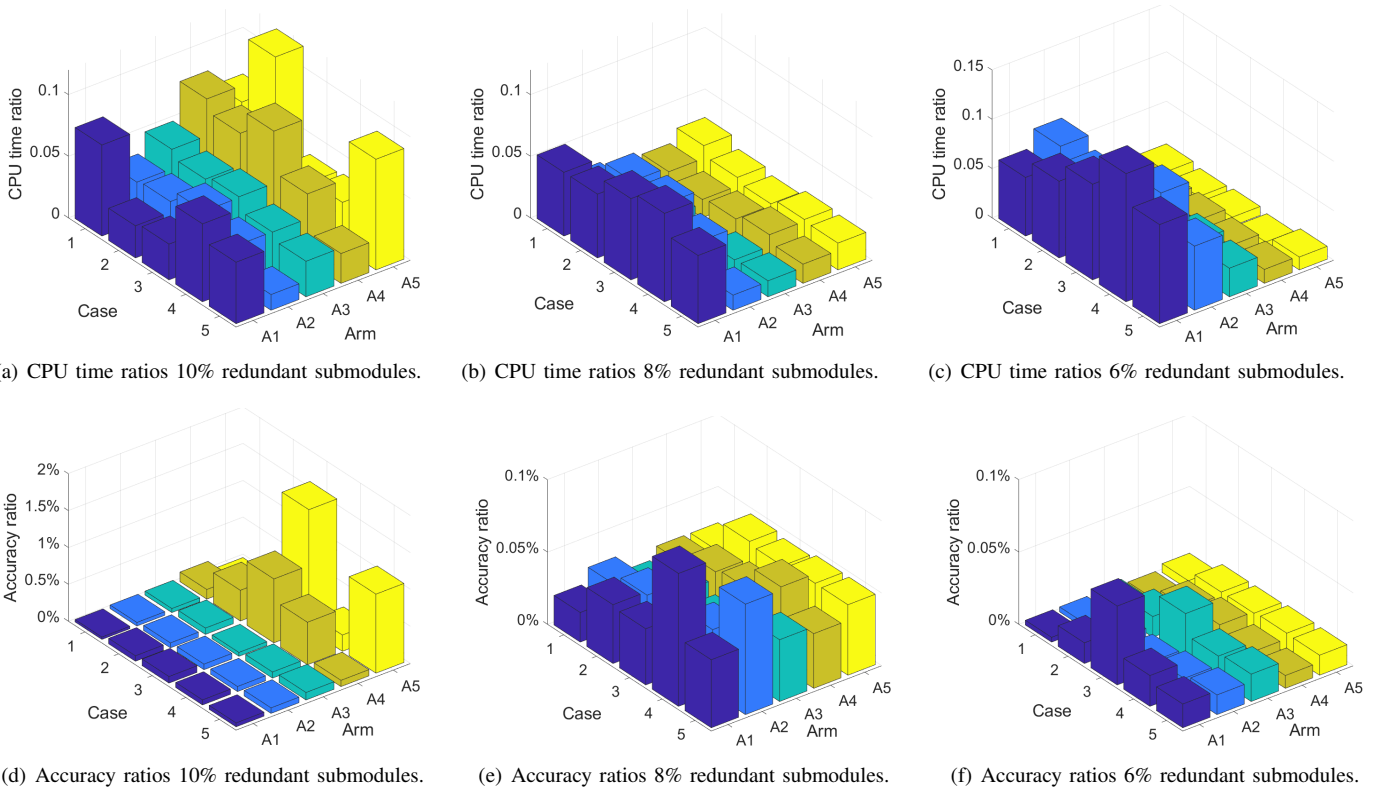 CPU time ratio
0.1
0.05
0
1
2
3
4
5
Case
A1
A2
A3
A4
A5
Arm
a) CPU time ratios 10% redundant submodules.
CPU time ratio
0.1
0.05
0
1
2
3
4
5
Case
A1
A2
A3
A4
A5
Arm
(b) CPU time ratios 8% redundant submodules.
CPU time ratio
0.15
0.1
0.05
0
1
2
3
4
5
Case
A1
A2
A3
A4
A5
Arm
(c) CPU time ratios 6% redundant submodules.
Accuracy ratio
2%
1.5%
1%
0.5%
0%
1
2
3
4
5
Case
A1
A2
A3
A4
A5
Arm
(d) Accuracy ratios 10% redundant submodules.
Accuracy ratio
0.1%
0.05%
0%
1
2
3
4
5
Case
A1
A2
A3
A4
A5
Arm
(e) Accuracy ratios 8% redundant submodules.
Accuracy ratio
0.1%
0.05%
0%
1
2
3
4
5
Case
A1
A2
A3
A4
A5
Arm
(f) Accuracy ratios 6% redundant submodules.